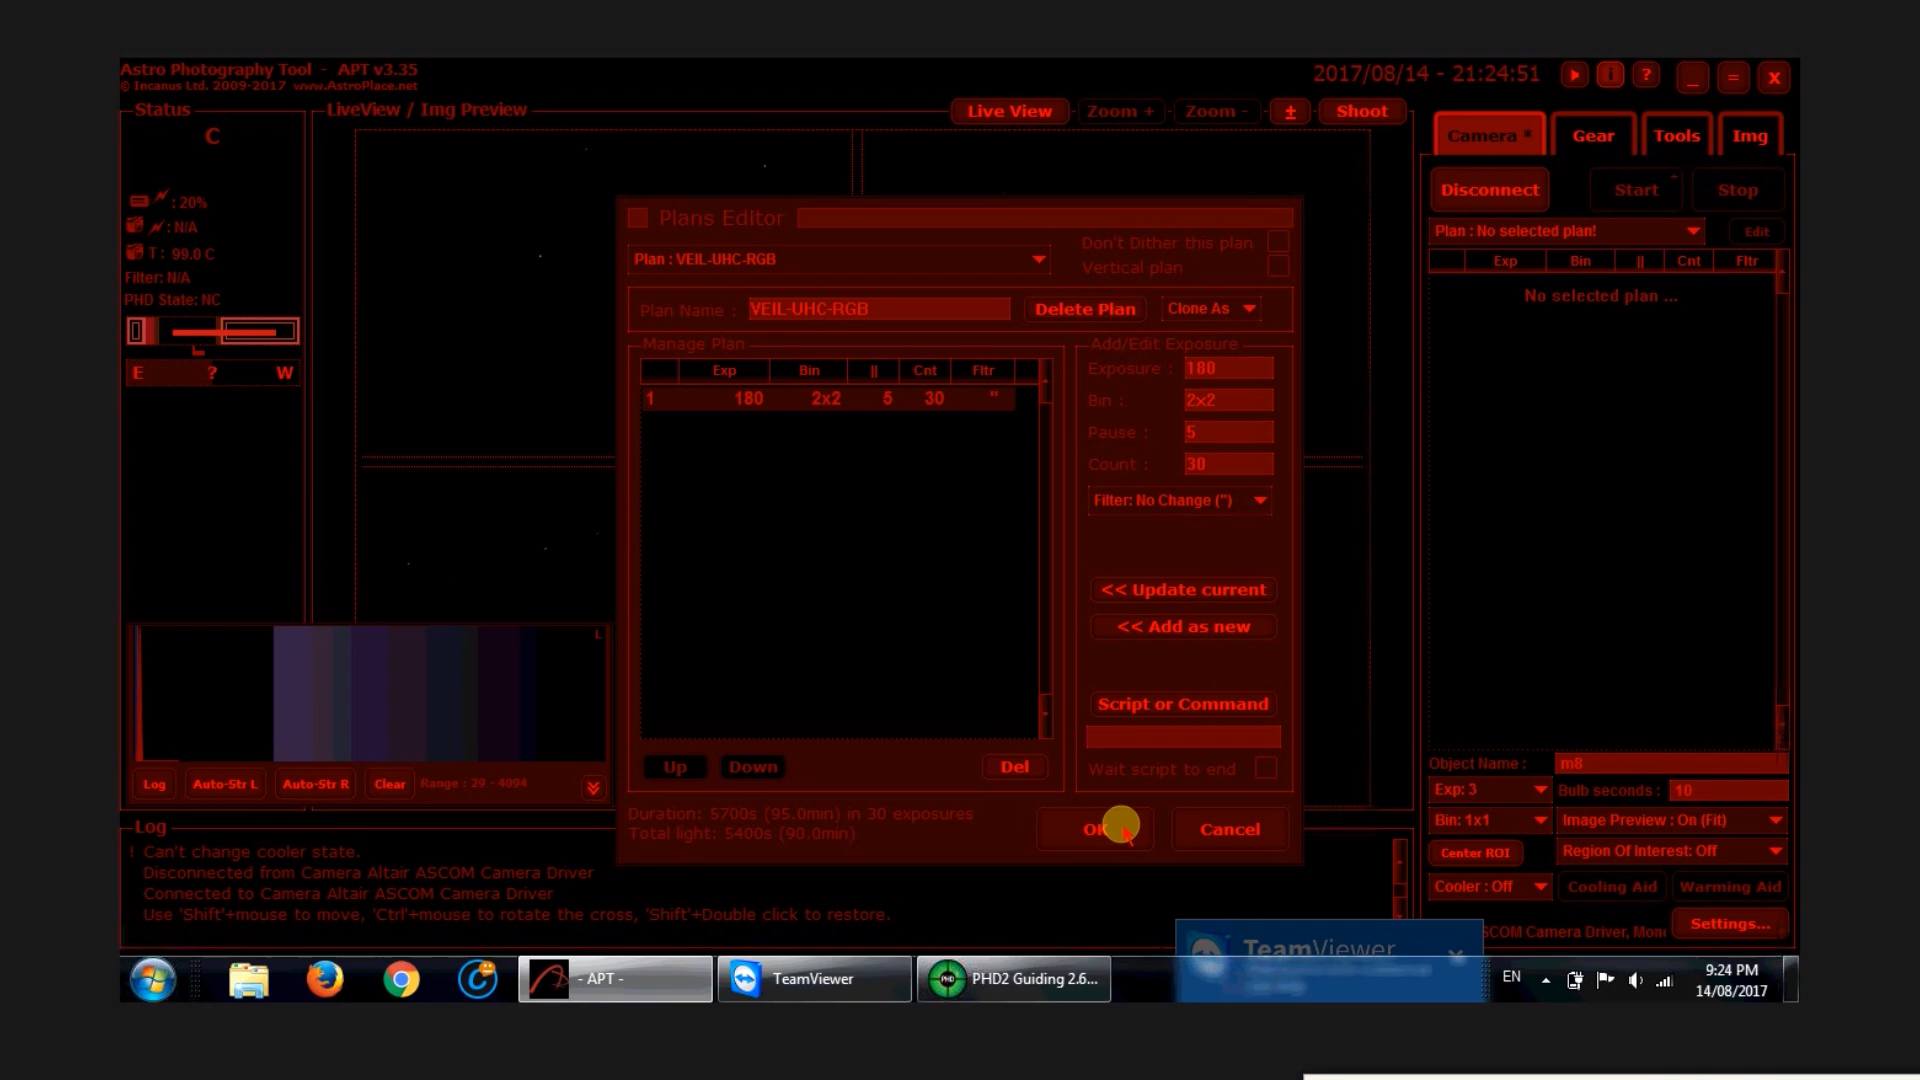 Astro Photography Tool - APT v3.35
© Incanus Ltd. 2009-2017 www.AstroPlace.net
2017/08/14 - 21:24:51
?
_
=
x
Status
LiveView / Img Preview
Live View
Zoom +
Zoom -
±
Shoot
C
: 20%
: N/A
T : 99.0 C
Filter: N/A
PHD State: NC
E ? W
Camera *
Gear
Tools
Img
Disconnect
Start
Stop
Plan : No selected plan!
Edit
Exp Bin || Cnt Fltr
No selected plan ...
Plans Editor
Plan : VEIL-UHC-RGB
Don't Dither this plan
Vertical plan
Plan Name : VEIL-UHC-RGB
Delete Plan
Clone As
Manage Plan
Exp Bin || Cnt Fltr
1 180 2x2 5 30 "
Add/Edit Exposure
Exposure : 180
Bin : 2x2
Pause : 5
Count : 30
Filter: No Change (")
<< Update current
<< Add as new
Script or Command
Wait script to end
Up
Down
Del
Duration: 5700s (95.0min) in 30 exposures
Total light: 5400s (90.0min)
OK
Cancel
L
Log
Auto-Str L
Auto-Str R
Clear
Range : 29 - 4094
Log
! Can't change cooler state.
Disconnected from Camera Altair ASCOM Camera Driver
Connected to Camera Altair ASCOM Camera Driver
Use 'Shift'+mouse to move, 'Ctrl'+mouse to rotate the cross, 'Shift'+Double click to restore.
Object Name : m8
Exp: 3
Bulb seconds : 10
Bin: 1x1
Image Preview : On (Fit)
Center ROI
Region Of Interest: Off
Cooler : Off
Cooling Aid
Warming Aid
SCOM Camera Driver, Mon
Settings...
TeamViewer
- APT -
TeamViewer
PHD2 Guiding 2.6...
EN
9:24 PM
14/08/2017